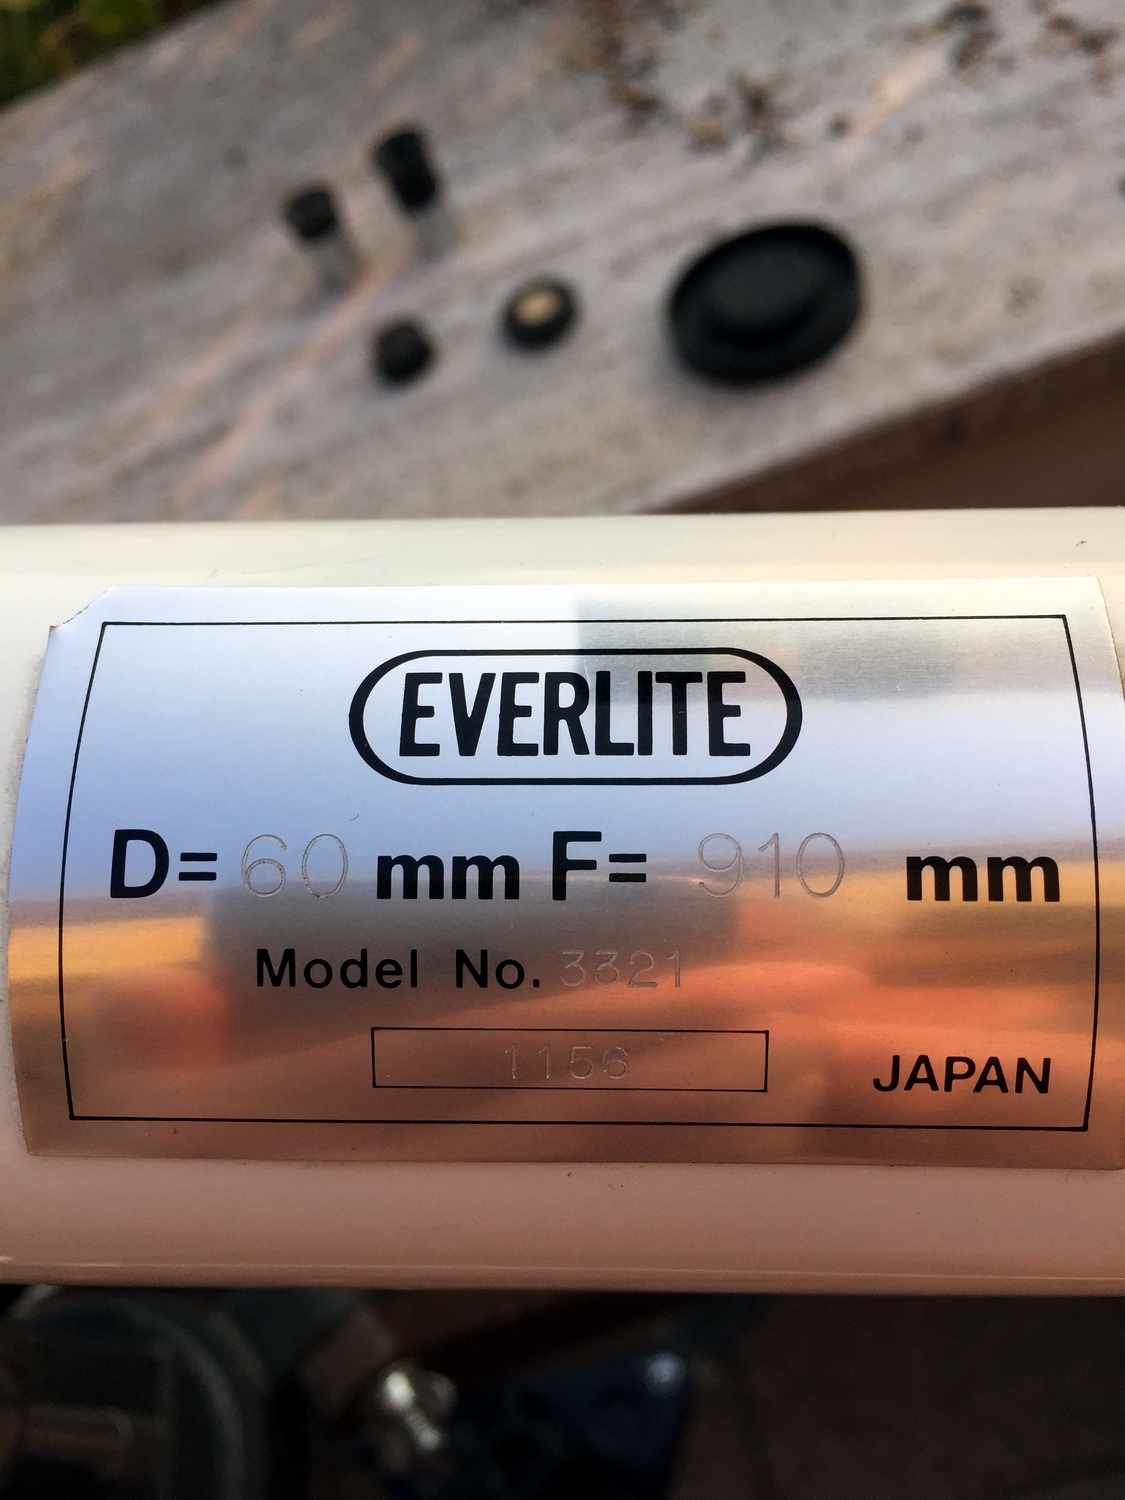 EVERLITE
D= 60 mm F= 910 mm
Model No. 3321
1156
JAPAN